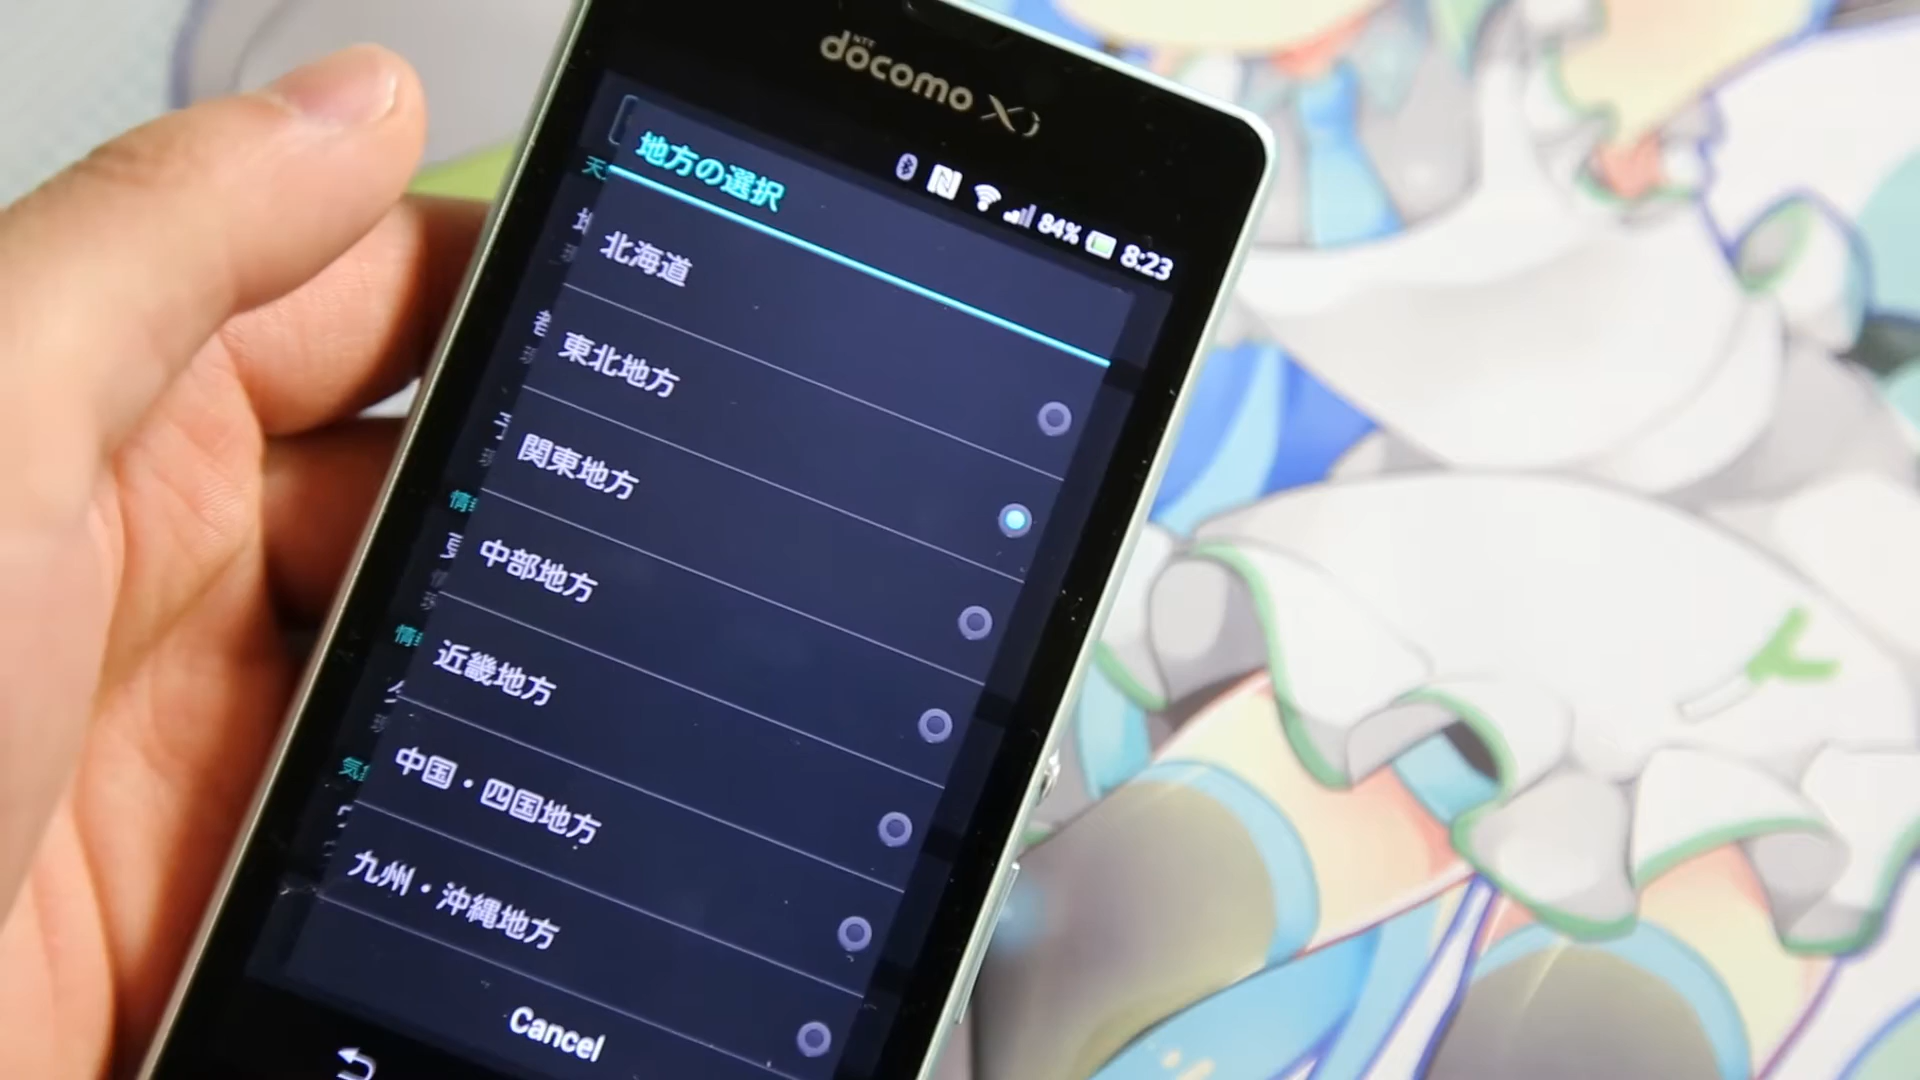 NTT
docomo Xi
84% 8:23
地方の選択
北海道
東北地方
関東地方
中部地方
近畿地方
中国・四国地方
九州・沖縄地方
Cancel